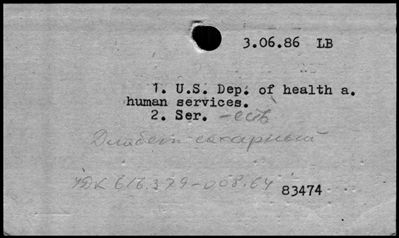 3.06.86 LB
1. U.S. Dep. of health a.
human services.
2. Ser. -есть
Диабет сахарный
УДК 616.379-008.64
83474